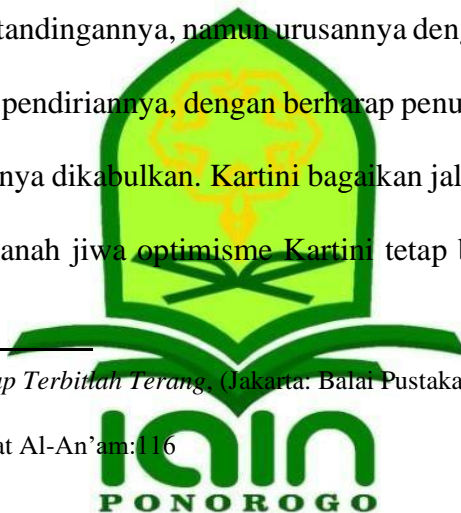 tandingannya, namun urusannya deng
pendiriannya, dengan berharap penu
nya dikabulkan. Kartini bagaikan jal
anah jiwa optimisme Kartini tetap b
ap Terbitlah Terang, (Jakarta: Balai Pustaka
at Al-An’am:116
iain
PONOROGO